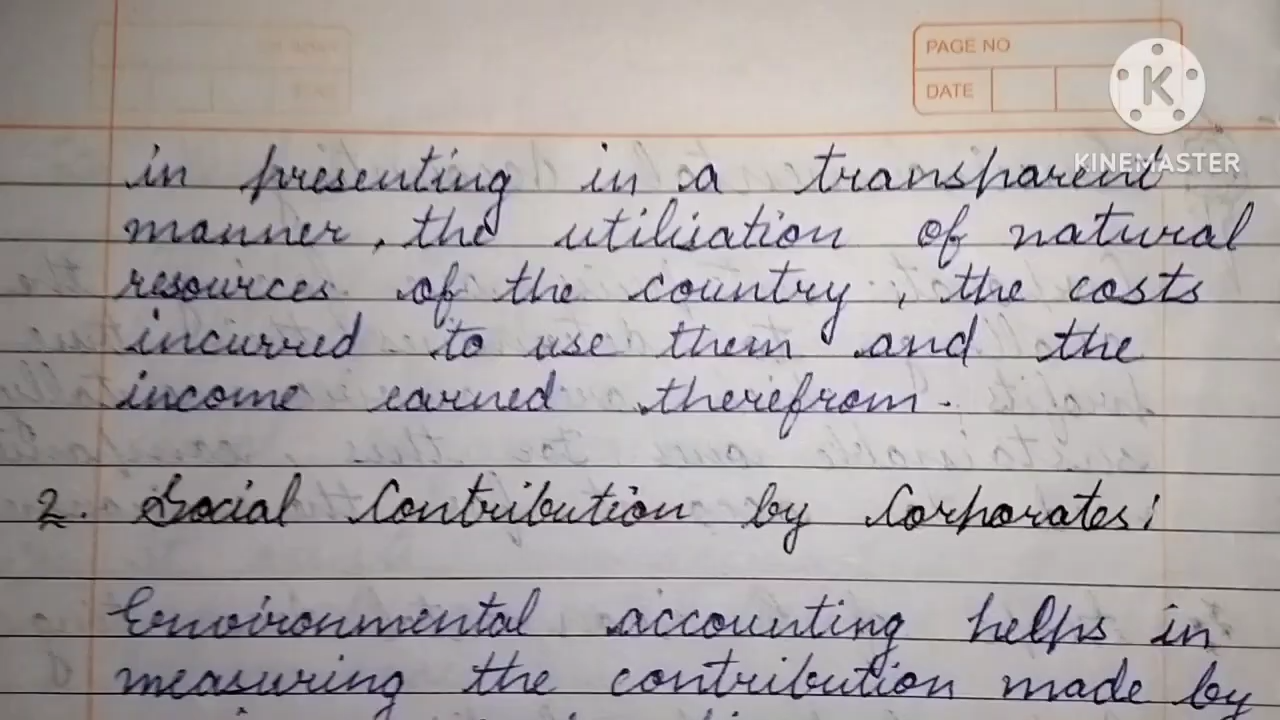 PAGE NO
DATE
K
KINEMASTER
in presenting in a transparent
manner, the utilisation of natural
resources of the country, the costs
incurred to use them and the
income earned therefrom.
2. Social Contribution by Corporates:
Environmental accounting helps in
measuring the contribution made by